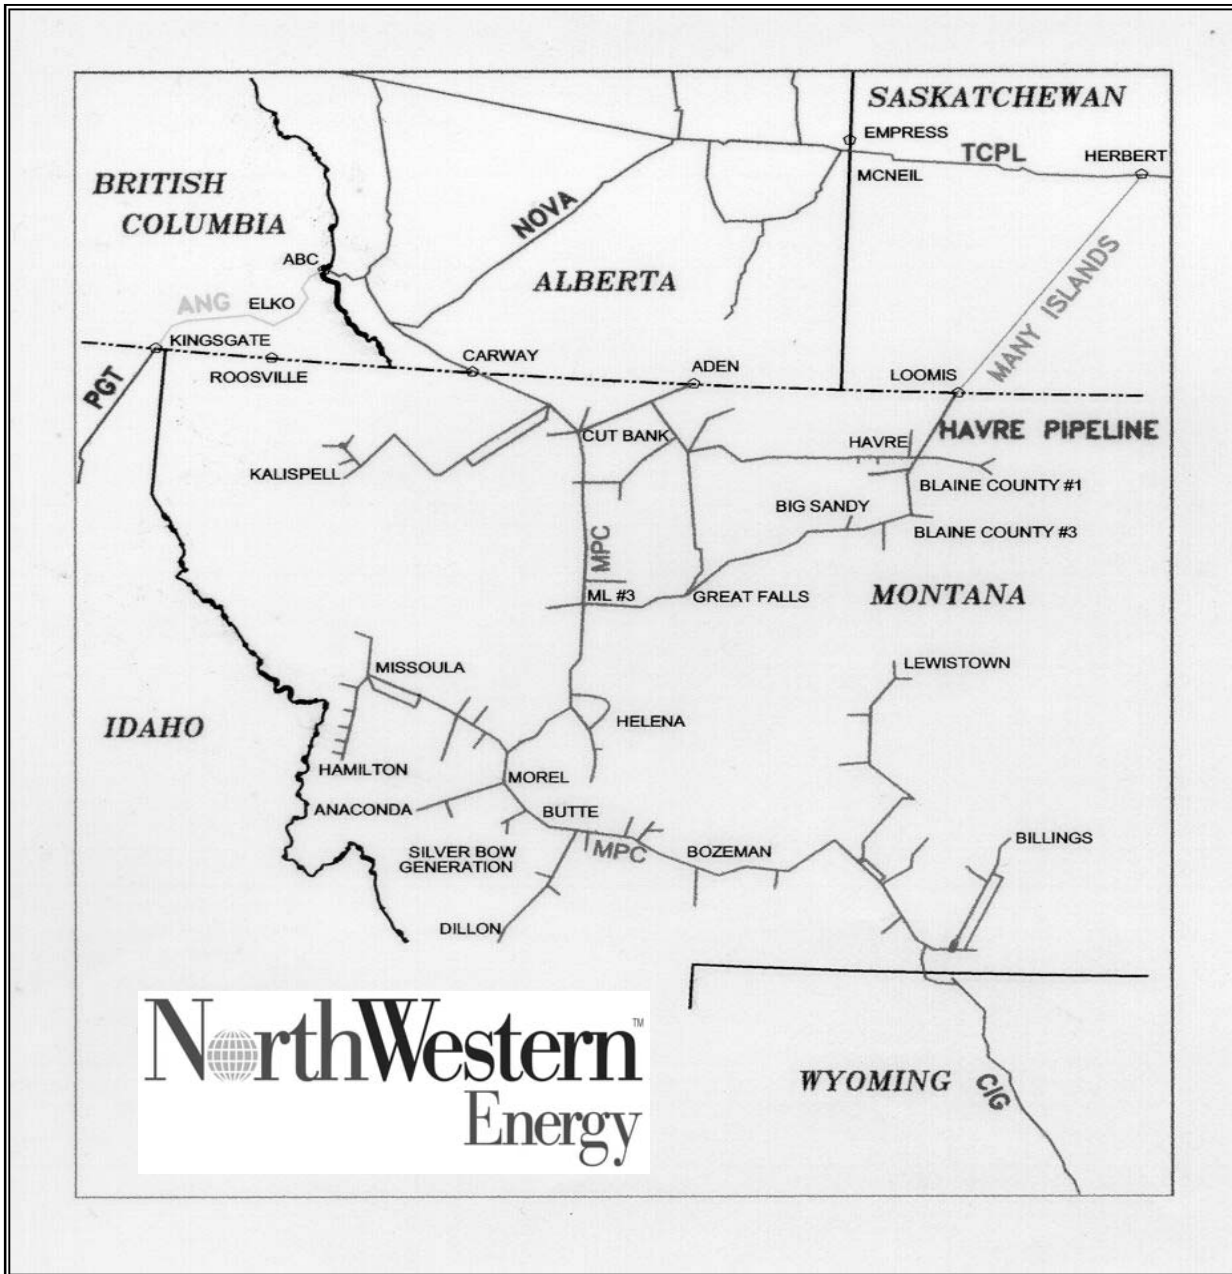 SASKATCHEWAN
EMPRESS
TCPL
HERBERT
MCNEIL
BRITISH
COLUMBIA
NOVA
ABC
ALBERTA
MANY ISLANDS
ANG
ELKO
KINGSGATE
ROOSVILLE
CARWAY
ADEN
LOOMIS
PGT
CUT BANK
HAVRE
HAVRE PIPELINE
KALISPELL
BLAINE COUNTY #1
BIG SANDY
BLAINE COUNTY #3
MPC
ML #3
GREAT FALLS
MONTANA
MISSOULA
LEWISTOWN
IDAHO
HELENA
HAMILTON
MOREL
ANACONDA
BUTTE
SILVER BOW
GENERATION
MPC
BOZEMAN
BILLINGS
DILLON
NorthWestern™
Energy
WYOMING
CIG